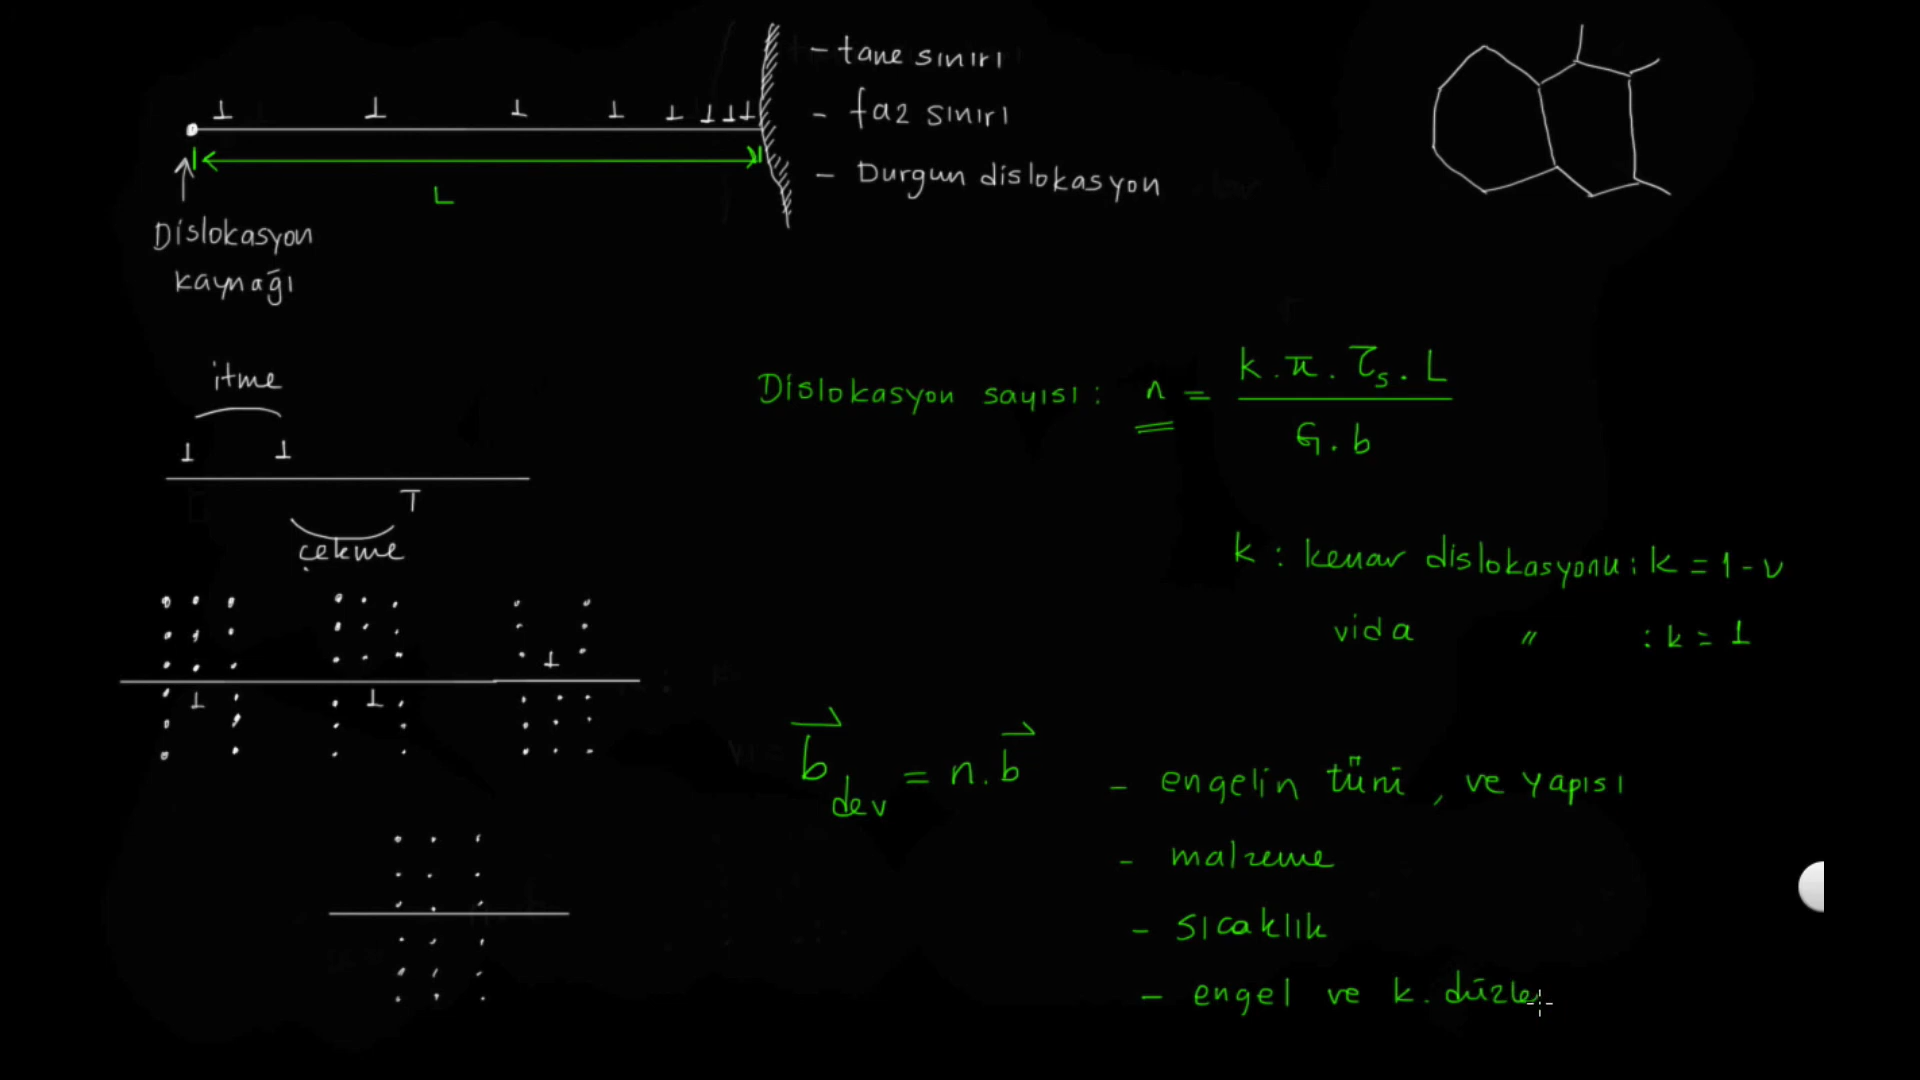 - tane sınırı
- faz sınırı
- Durgun dislokasyon
L
Dislokasyon
kaynağı
itme
çekme
Dislokasyon sayısı : n = k . π . τs . L / G . b
k : kenar dislokasyonu : k = 1 - ν
vida " : k = 1
b dev = n . b
- engelin türü , ve yapısı
- malzeme
- sıcaklık
- engel ve k. düzle